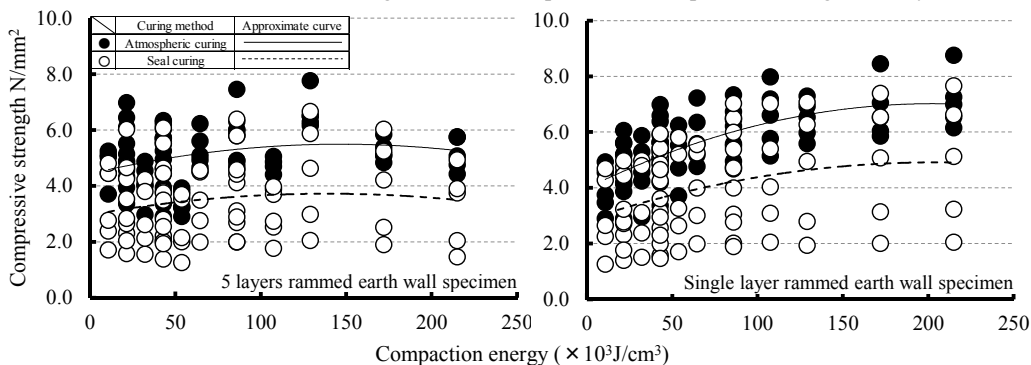 Curing method Approximate curve
Atmospheric curing
Seal curing
Compressive strength N/mm²
10.0
8.0
6.0
4.0
2.0
0.0
0 50 100 150 200 250
5 layers rammed earth wall specimen
10.0
8.0
6.0
4.0
2.0
0.0
0 50 100 150 200 250
Single layer rammed earth wall specimen
Compaction energy (×10³J/cm³)